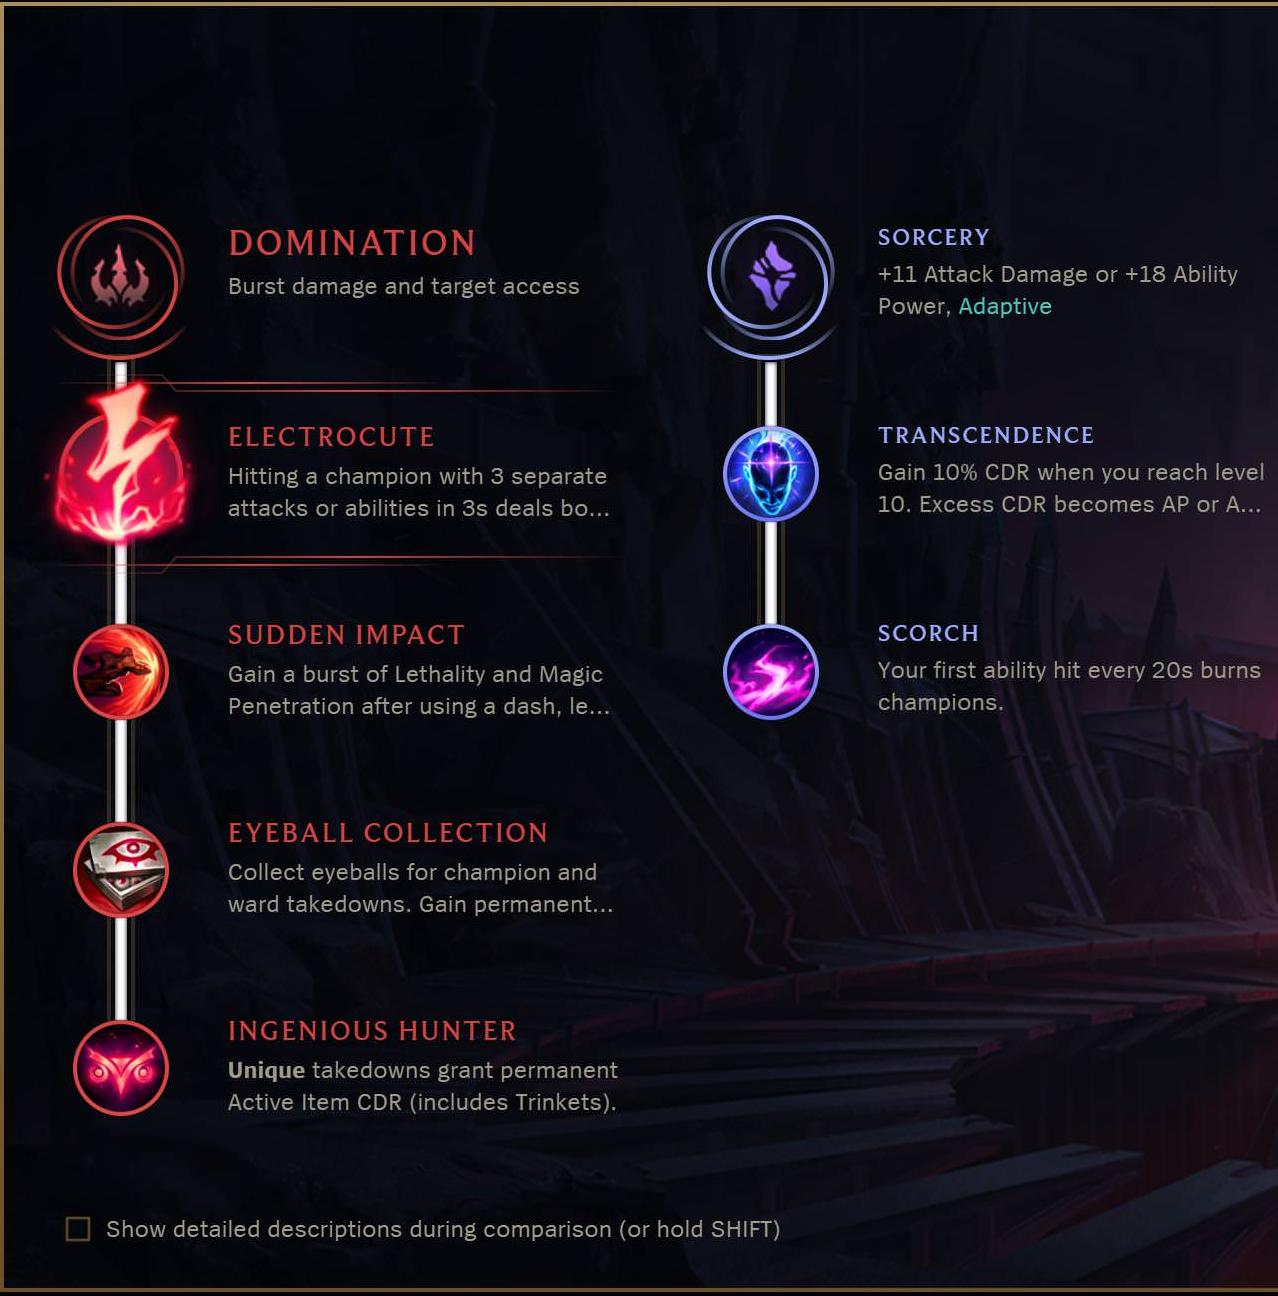 DOMINATION
Burst damage and target access
ELECTROCUTE
Hitting a champion with 3 separate
attacks or abilities in 3s deals bo...
SUDDEN IMPACT
Gain a burst of Lethality and Magic
Penetration after using a dash, le...
EYEBALL COLLECTION
Collect eyeballs for champion and
ward takedowns. Gain permanent...
INGENIOUS HUNTER
Unique takedowns grant permanent
Active Item CDR (includes Trinkets).
SORCERY
+11 Attack Damage or +18 Ability
Power, Adaptive
TRANSCENDENCE
Gain 10% CDR when you reach level
10. Excess CDR becomes AP or A...
SCORCH
Your first ability hit every 20s burns
champions.
Show detailed descriptions during comparison (or hold SHIFT)